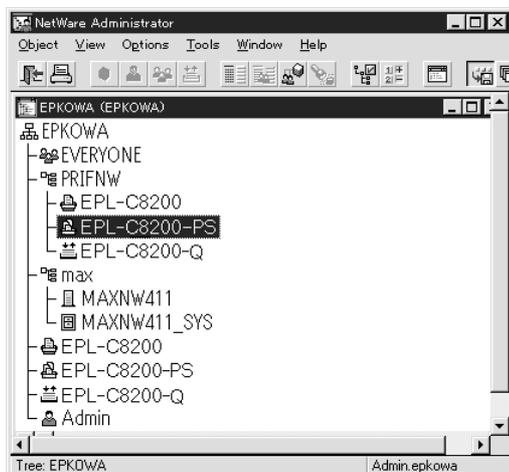 NetWare Administrator
Object View Options Tools Window Help
EPKOWA (EPKOWA)
EPKOWA
EVERYONE
PRIFNW
EPL-C8200
EPL-C8200-PS
EPL-C8200-Q
max
MAXNW411
MAXNW411_SYS
EPL-C8200
EPL-C8200-PS
EPL-C8200-Q
Admin
Tree: EPKOWA Admin.epkowa